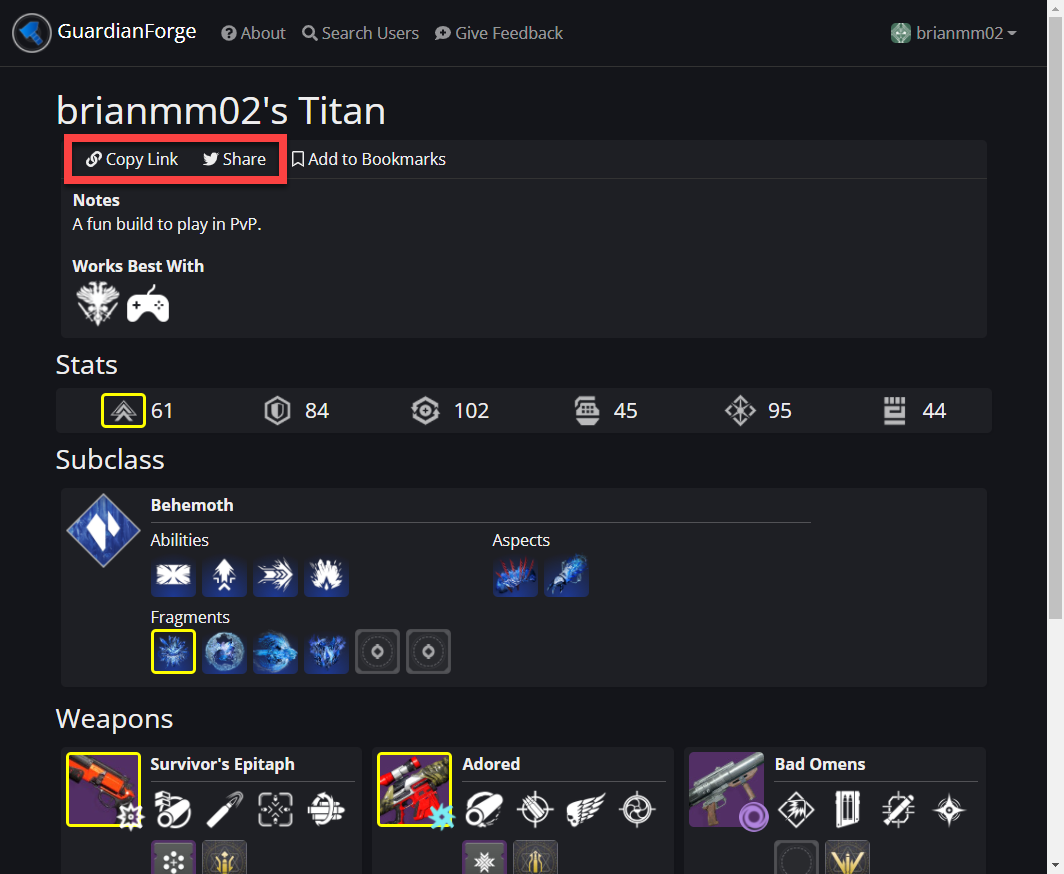 GuardianForge About Search Users Give Feedback brianmm02
brianmm02's Titan
Copy Link Share Add to Bookmarks
Notes
A fun build to play in PvP.
Works Best With
Stats
61 84 102 45 95 44
Subclass
Behemoth
Abilities Aspects
Fragments
Weapons
Survivor's Epitaph Adored Bad Omens